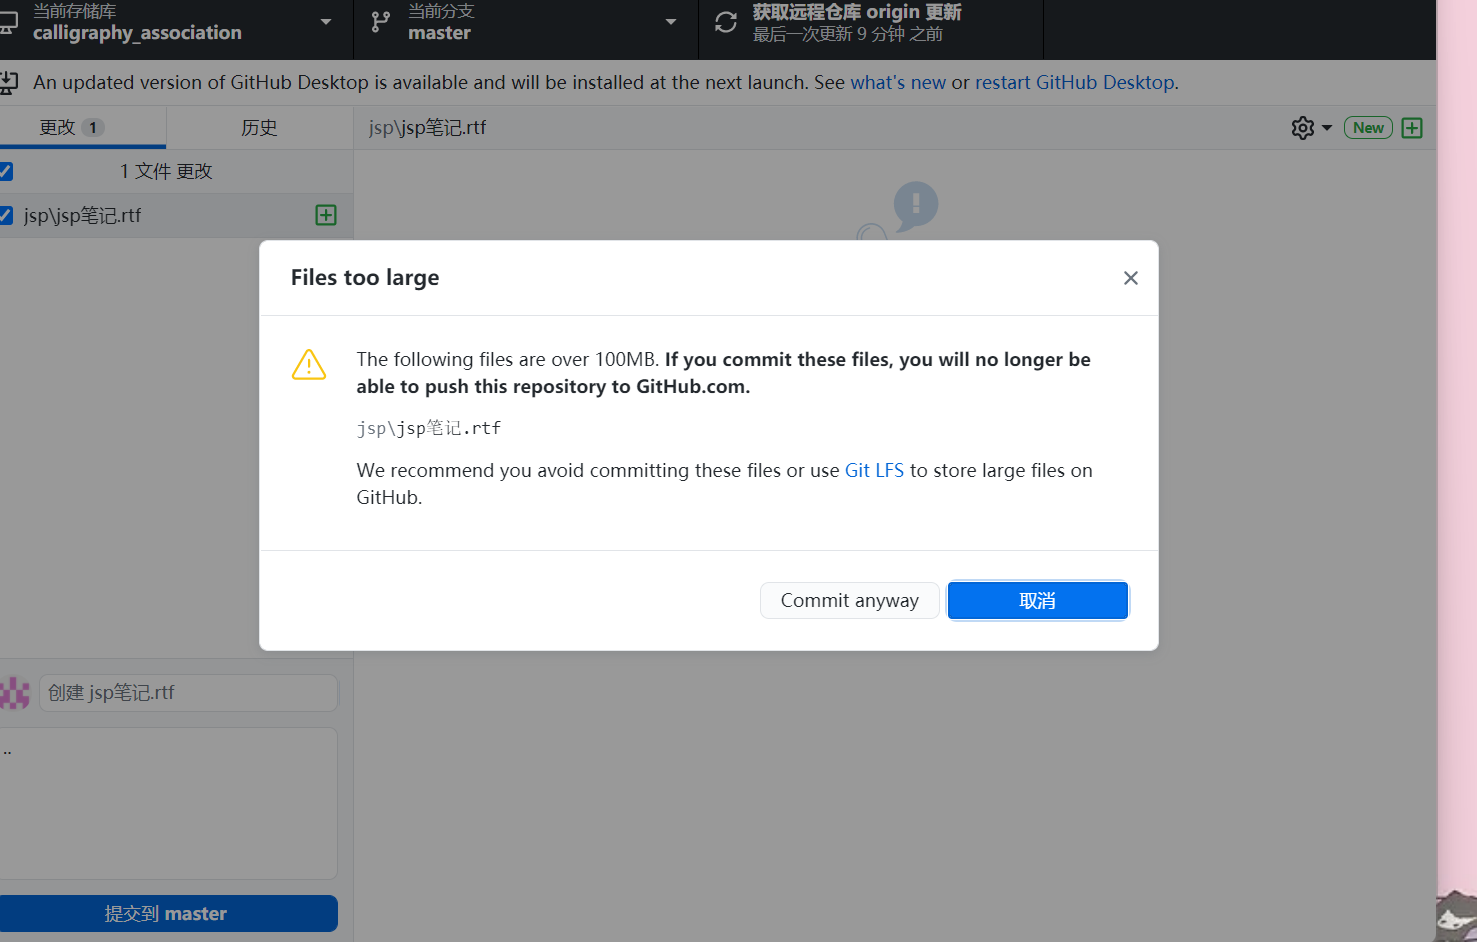 当前存储库
calligraphy_association
当前分支
master
获取远程仓库 origin 更新
最后一次更新 9 分钟 之前
An updated version of GitHub Desktop is available and will be installed at the next launch. See what's new or restart GitHub Desktop.
更改 1
历史
jsp\jsp笔记.rtf
New
1 文件 更改
jsp\jsp笔记.rtf
Files too large
The following files are over 100MB. If you commit these files, you will no longer be
able to push this repository to GitHub.com.
jsp\jsp笔记.rtf
We recommend you avoid committing these files or use Git LFS to store large files on
GitHub.
Commit anyway
取消
创建 jsp笔记.rtf
..
提交到 master